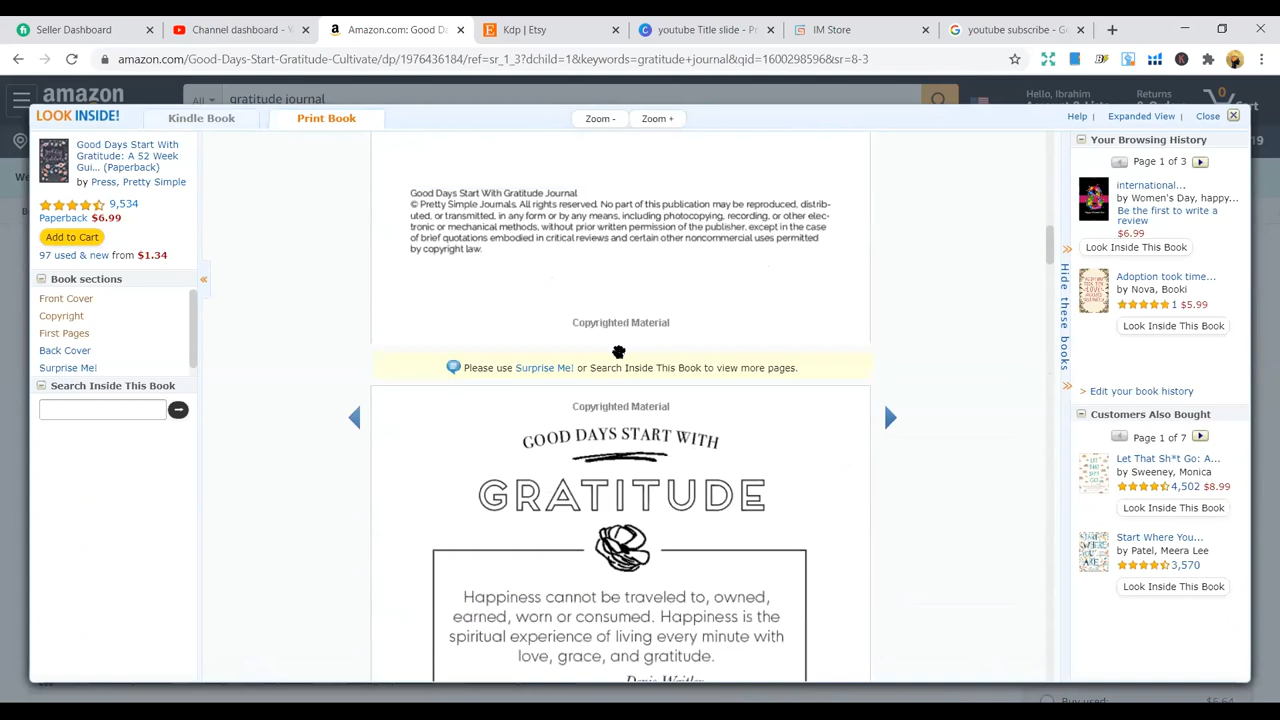 Seller Dashboard
Channel dashboard - Y
Amazon.com: Good Da
Kdp | Etsy
youtube Title slide - Pr
IM Store
youtube subscribe - Go
amazon.com/Good-Days-Start-Gratitude-Guide/dp/1976431184/ref=sr_1_3?dchild=1&keywords=gratitude+journal&qid=1600298596&sr=8-3
amazon
All
gratitude journal
Hello, Ibrahim
Returns
0
LOOK INSIDE!
Kindle Book
Print Book
Zoom -
Zoom +
Help |
Expanded View |
Close
Good Days Start With
Gratitude: A 52 Week
Gui... (Paperback)
by Press, Pretty Simple
9,534
Paperback $6.99
Add to Cart
97 used & new from $1.34
Book sections
Front Cover
Copyright
First Pages
Back Cover
Surprise Me!
Search Inside This Book
Good Days Start With Gratitude Journal
© Pretty Simple Journals. All rights reserved. No part of this publication may be reproduced, distrib-
uted, or transmitted, in any form or by any means, including photocopying, recording, or other elec-
tronic or mechanical methods, without prior written permission of the publisher, except in the case
of brief quotations embodied in critical reviews and certain other noncommercial uses permitted
by copyright law.
Copyrighted Material
Please use Surprise Me! or Search Inside This Book to view more pages.
Copyrighted Material
GOOD DAYS START WITH
GRATITUDE
Happiness cannot be traveled to, owned,
earned, worn or consumed. Happiness is the
spiritual experience of living every minute with
love, grace, and gratitude.
Denis Waitley
Hide these books
Your Browsing History
Page 1 of 3
international...
by Women's Day, happy...
Be the first to write a
review
$6.99
Look Inside This Book
Adoption took time...
by Nova, Booki
1 $5.99
Look Inside This Book
> Edit your book history
Customers Also Bought
Page 1 of 7
Let That Sh*t Go: A...
by Sweeney, Monica
4,502 $8.99
Look Inside This Book
Start Where You...
by Patel, Meera Lee
3,570
Look Inside This Book
Buy used:
$6.64